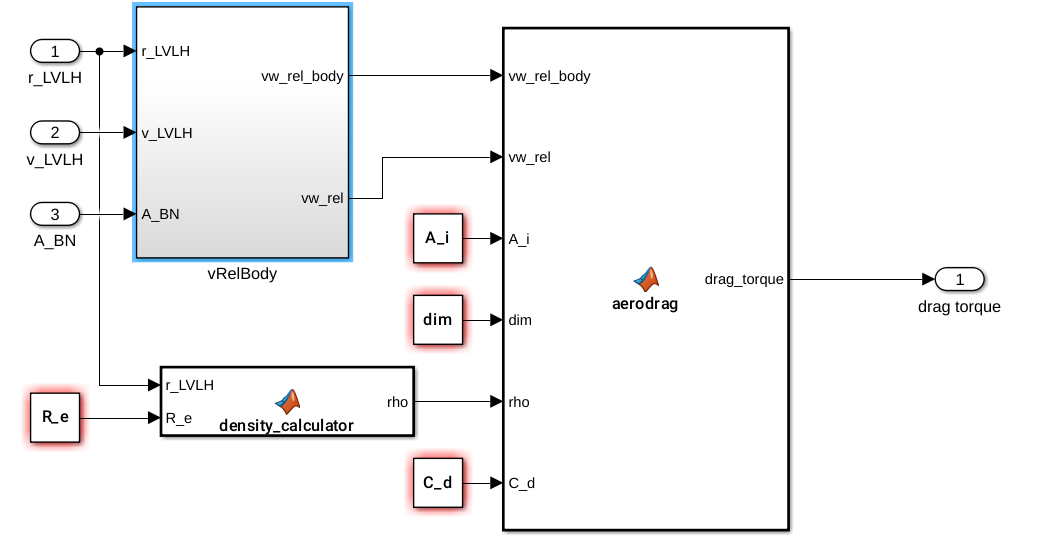 1
r_LVLH
2
v_LVLH
3
A_BN
r_LVLH
v_LVLH
A_BN
vw_rel_body
vw_rel
vRelBody
R_e
r_LVLH
R_e
rho
density_calculator
A_i
dim
C_d
vw_rel_body
vw_rel
A_i
dim
rho
C_d
aerodrag
drag_torque
1
drag torque